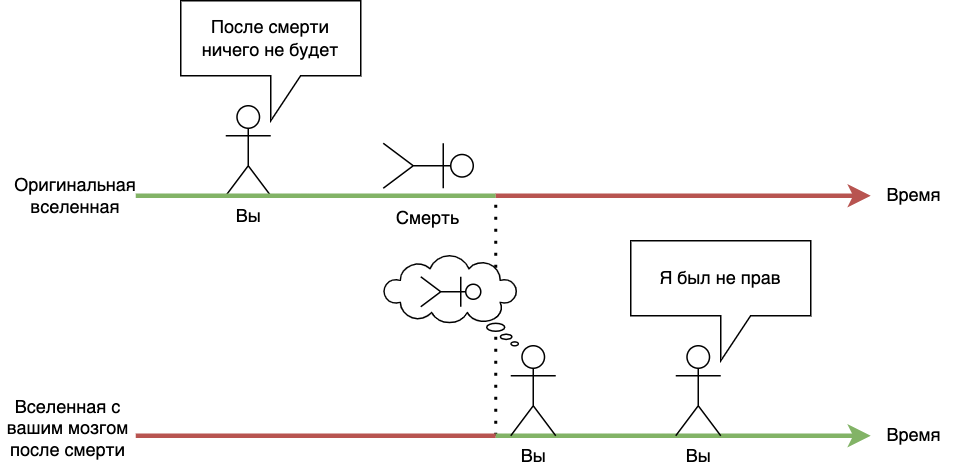 После смерти
ничего не будет
Оригинальная
вселенная
Вы
Смерть
Время
Я был не прав
Вселенная с
вашим мозгом
после смерти
Вы
Вы
Время